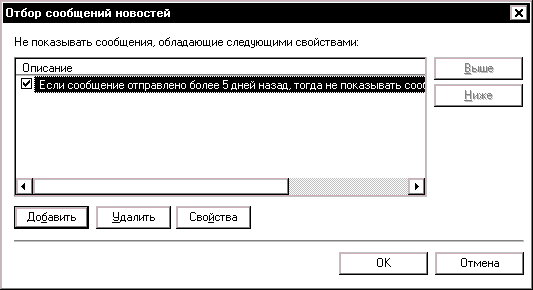 Отбор сообщений новостей
Не показывать сообщения, обладающие следующими свойствами:
Описание
Если сообщение отправлено более 5 дней назад, тогда не показывать сооб
Выше
Ниже
Добавить Удалить Свойства
OK Отмена